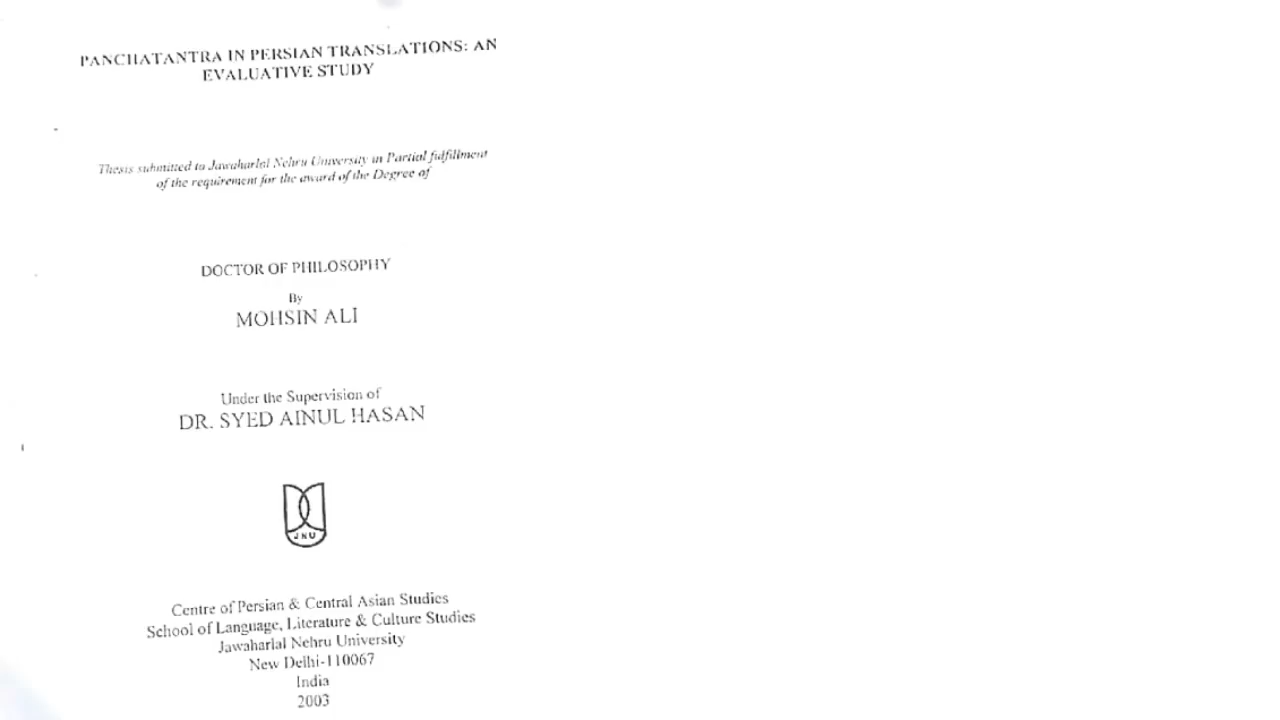 PANCHATANTRA IN PERSIAN TRANSLATIONS: AN
EVALUATIVE STUDY
Thesis submitted to Jawaharlal Nehru University in Partial fulfillment
of the requirement for the award of the Degree of
DOCTOR OF PHILOSOPHY
By
MOHSIN ALI
Under the Supervision of
DR. SYED AINUL HASAN
JNU
Centre of Persian & Central Asian Studies
School of Language, Literature & Culture Studies
Jawaharlal Nehru University
New Delhi-110067
India
2003